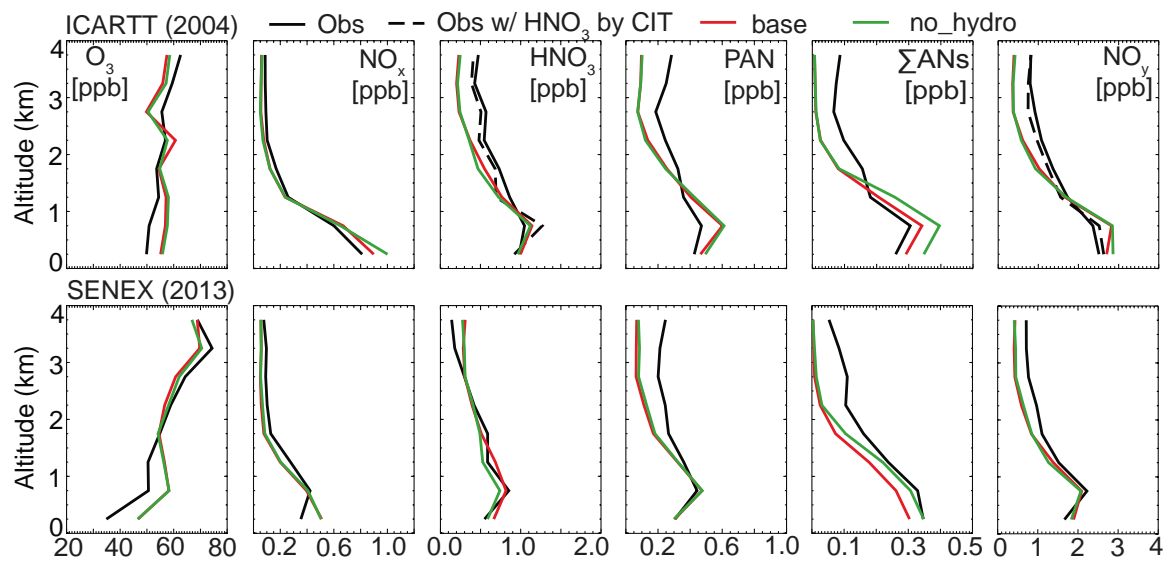 ICARTT (2004) Obs Obs w/ HNO3 by CIT base no_hydro
4 O3 [ppb] NOx [ppb] HNO3 [ppb] PAN [ppb] ∑ANs [ppb] NOy [ppb]
3
2
1
0
Altitude (km)
SENEX (2013)
4
3
2
1
0
Altitude (km)
20 40 60 80 0.2 0.6 1.0 0.0 1.0 2.0 0.2 0.6 1.0 0.1 0.3 0.5 0 1 2 3 4